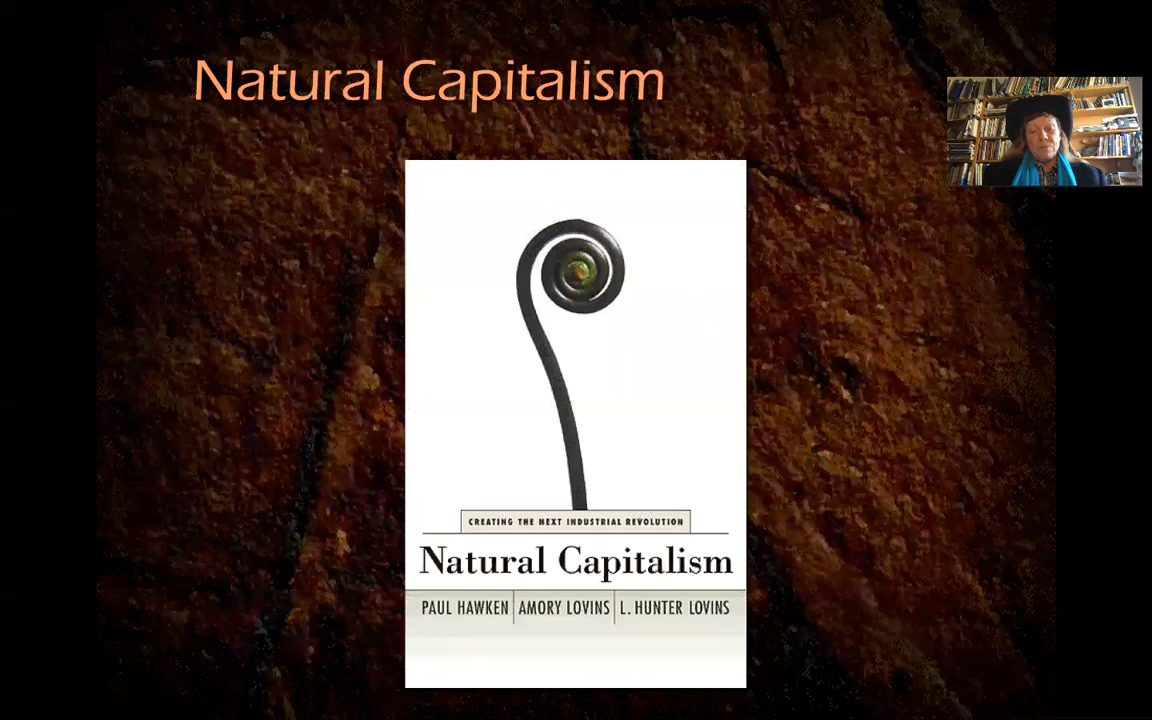 Natural Capitalism
CREATING THE NEXT INDUSTRIAL REVOLUTION
Natural Capitalism
PAUL HAWKEN AMORY LOVINS L. HUNTER LOVINS